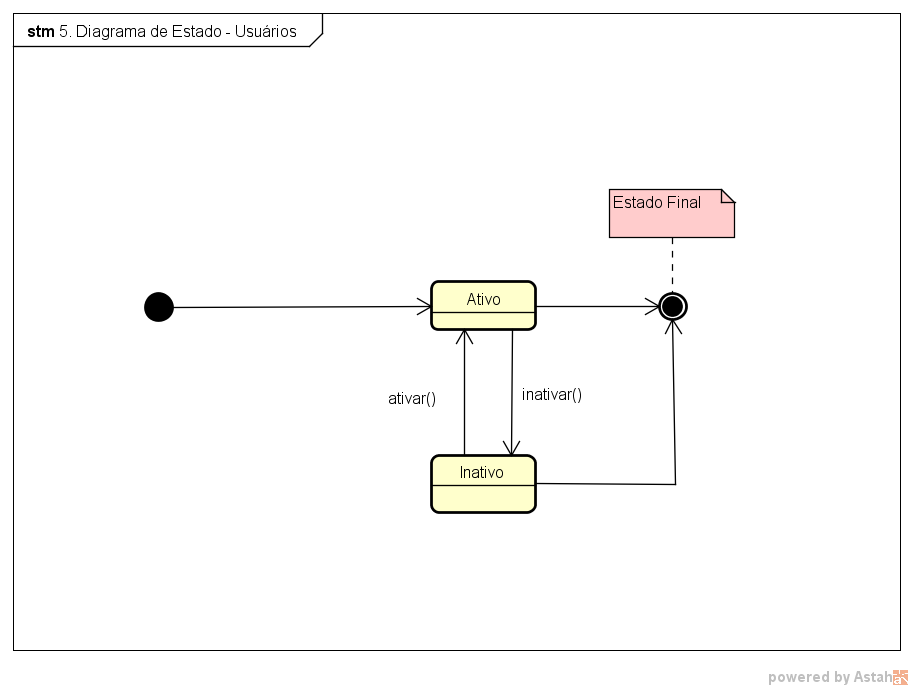 stm 5. Diagrama de Estado - Usuários
Estado Final
Ativo
ativar()
inativar()
Inativo
powered by Astah